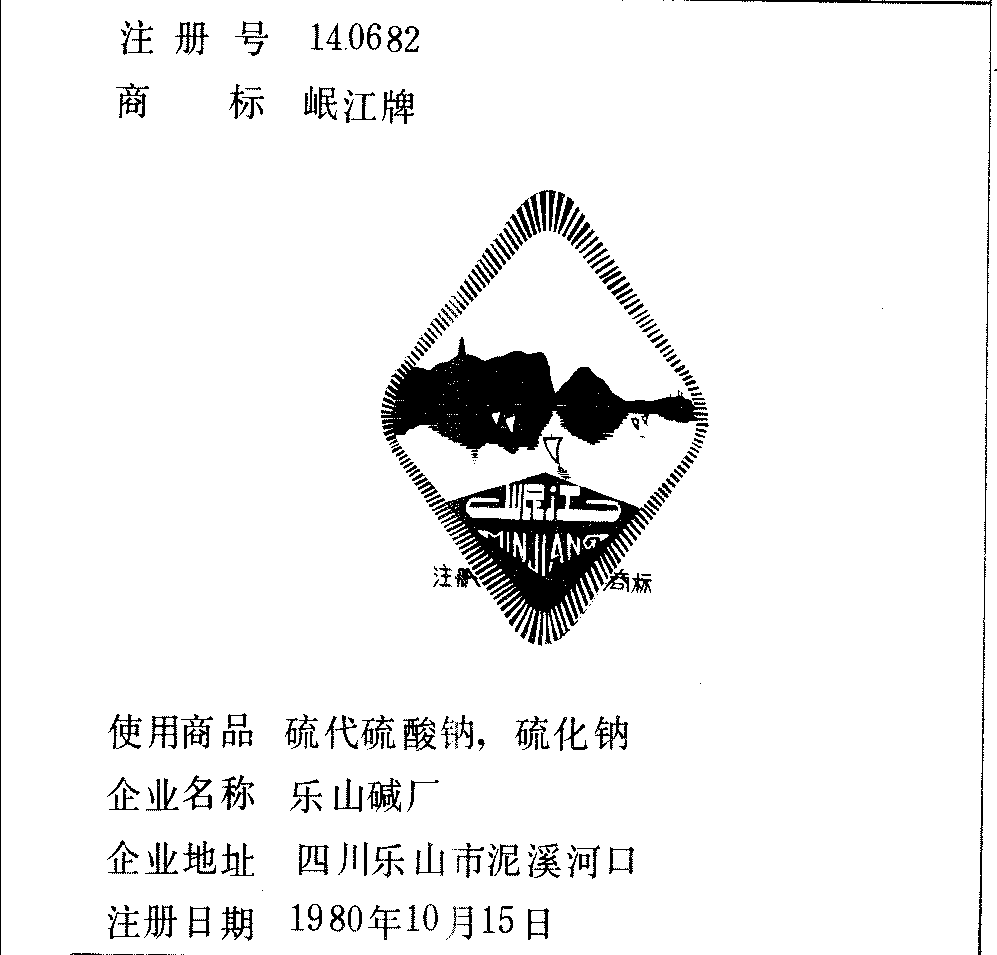 注册号 140682
商标 岷江牌
岷江
MINJIANG
注册 商标
使用商品 硫代硫酸钠，硫化钠
企业名称 乐山碱厂
企业地址 四川乐山市泥溪河口
注册日期 1980年10月15日